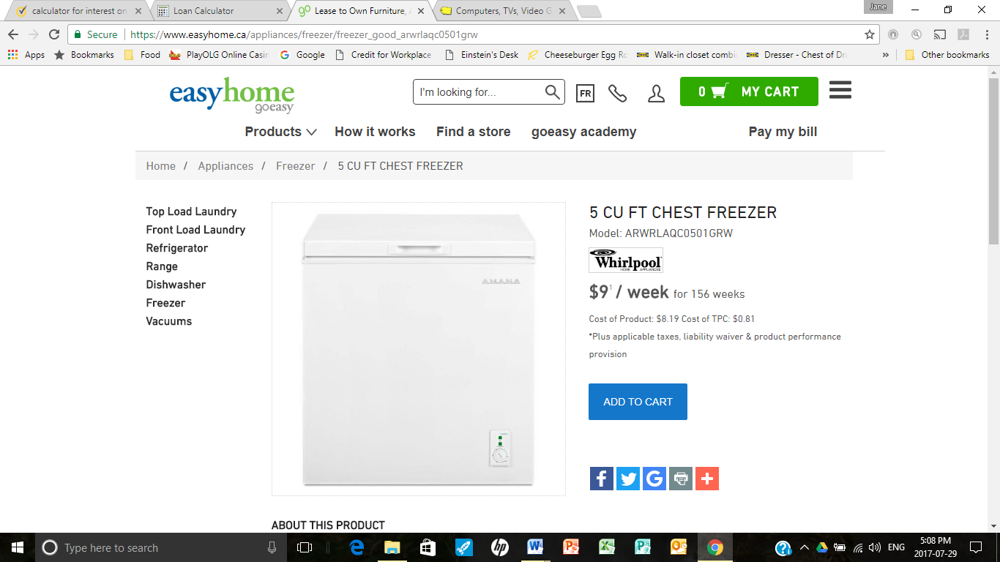 calculator for interest on
Loan Calculator
Lease to Own Furniture,
Computers, TVs, Video G
Jane
Secure
https://www.easyhome.ca/appliances/freezer/freezer_good_arwrlaqc0501grw
Apps
Bookmarks
Food
PlayOLG Online Casin
Google
Credit for Workplace
Einstein's Desk
Cheeseburger Egg Ro
Walk-in closet combi
Dresser - Chest of Dra
»
Other bookmarks
easyhome
goeasy
I'm looking for...
FR
0 MY CART
Products
How it works
Find a store
goeasy academy
Pay my bill
Home / Appliances / Freezer / 5 CU FT CHEST FREEZER
Top Load Laundry
Front Load Laundry
Refrigerator
Range
Dishwasher
Freezer
Vacuums
AMANA
5 CU FT CHEST FREEZER
Model: ARWRLAQC0501GRW
Whirlpool
HOME APPLIANCES
$9¹ / week for 156 weeks
Cost of Product: $8.19 Cost of TPC: $0.81
*Plus applicable taxes, liability waiver & product performance
provision
ADD TO CART
ABOUT THIS PRODUCT
Type here to search
ENG
5:08 PM
2017-07-29